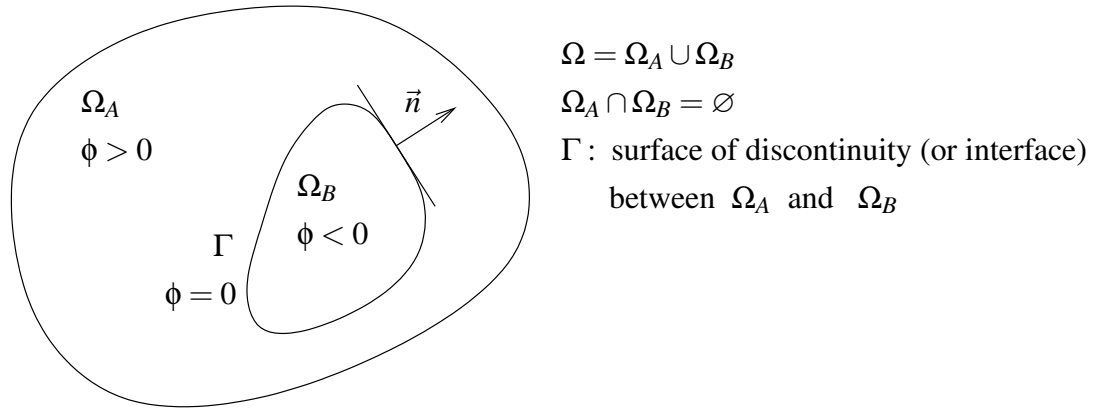 Ω_A
ϕ > 0
n⃗
Ω_B
ϕ < 0
Γ
ϕ = 0
Ω = Ω_A ∪ Ω_B
Ω_A ∩ Ω_B = ∅
Γ : surface of discontinuity (or interface)
between Ω_A and Ω_B